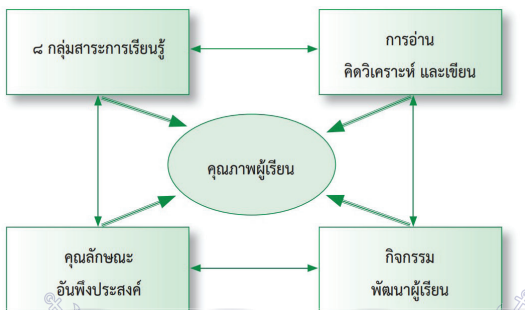 ๘ กลุ่มสาระการเรียนรู้
การอ่าน
คิดวิเคราะห์ และเขียน
คุณภาพผู้เรียน
คุณลักษณะ
อันพึงประสงค์
กิจกรรม
พัฒนาผู้เรียน